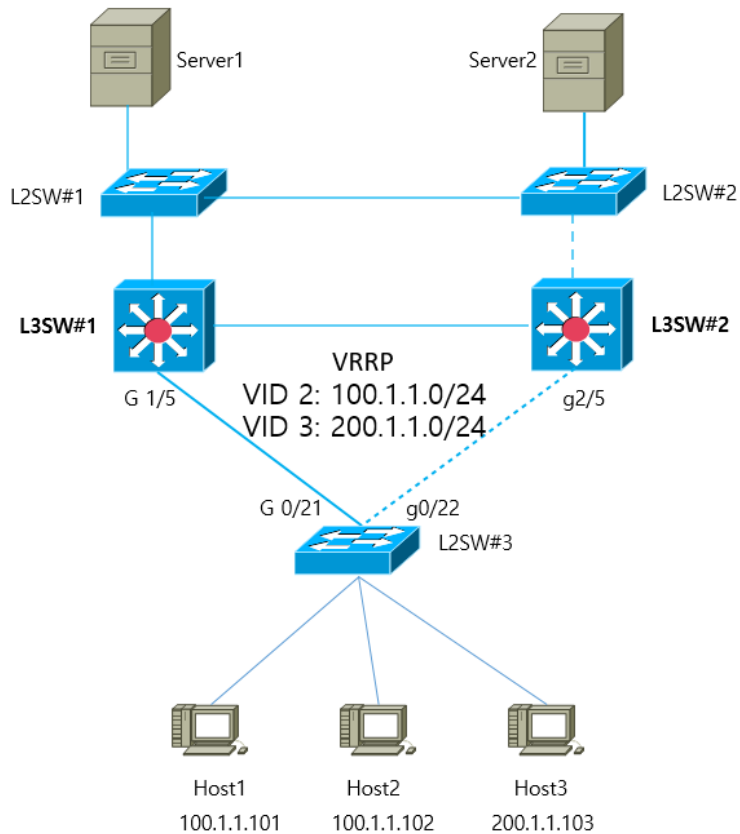 Server1
Server2
L2SW#1
L2SW#2
L3SW#1
L3SW#2
VRRP
VID 2: 100.1.1.0/24
VID 3: 200.1.1.0/24
G 1/5
g2/5
G 0/21
g0/22
L2SW#3
Host1
Host2
Host3
100.1.1.101
100.1.1.102
200.1.1.103